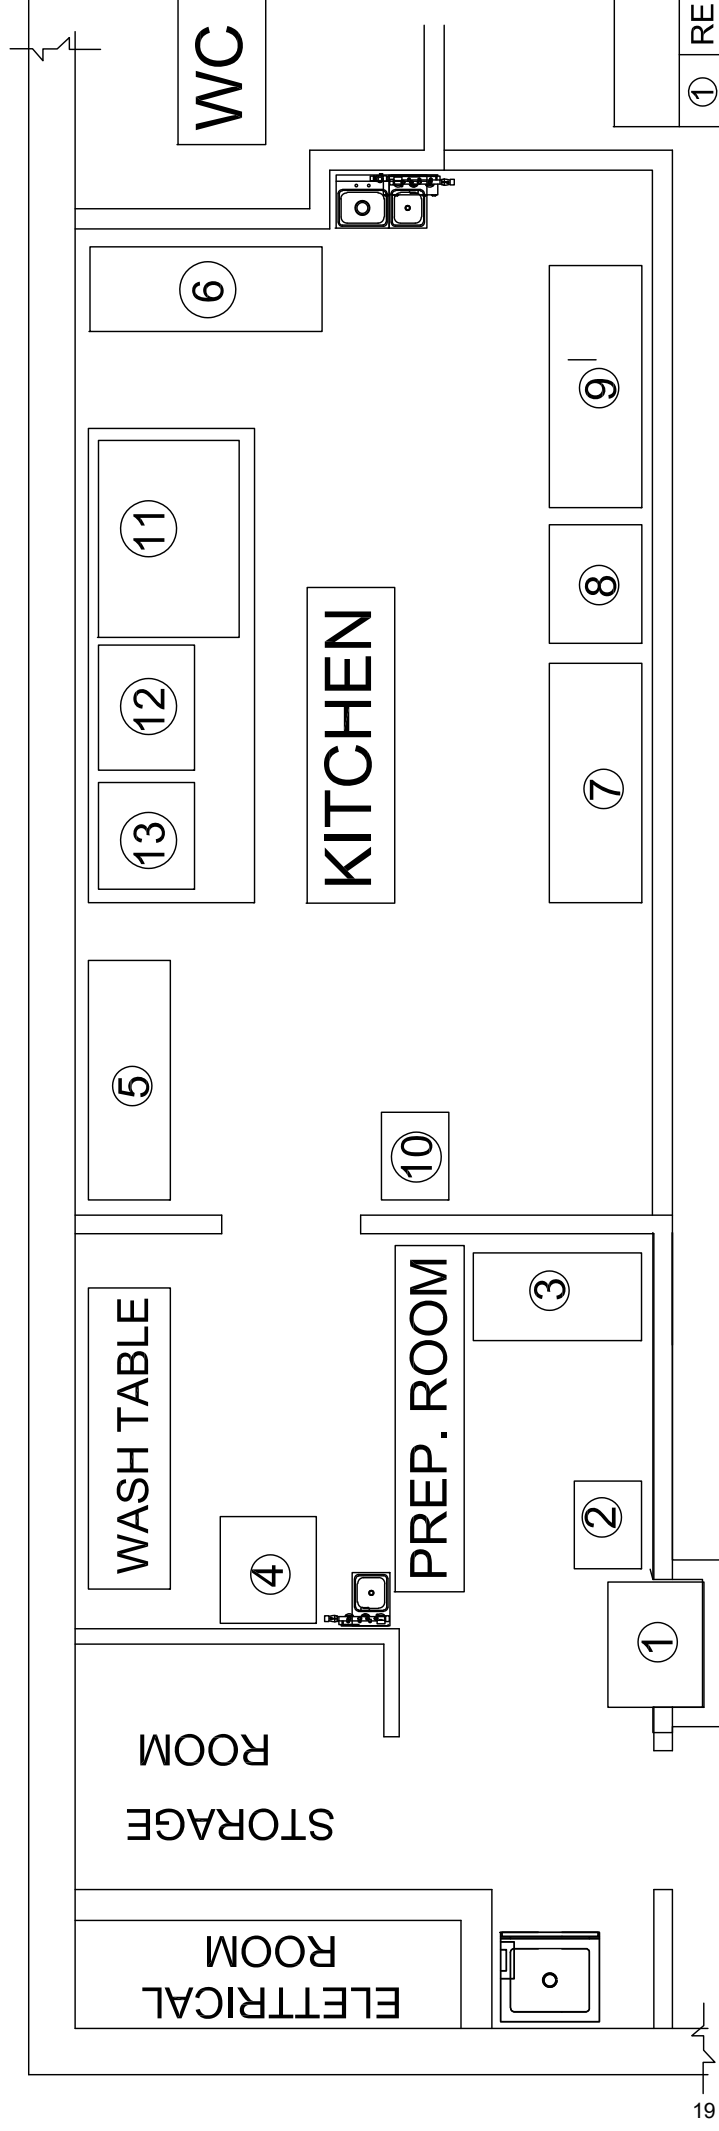 WC
① RE
⑥
⑨
⑪
⑧
⑫
KITCHEN
⑦
⑬
⑤
⑩
WASH TABLE
PREP. ROOM
③
②
④
①
STORAGE
ROOM
ELETTRICAL
ROOM
19